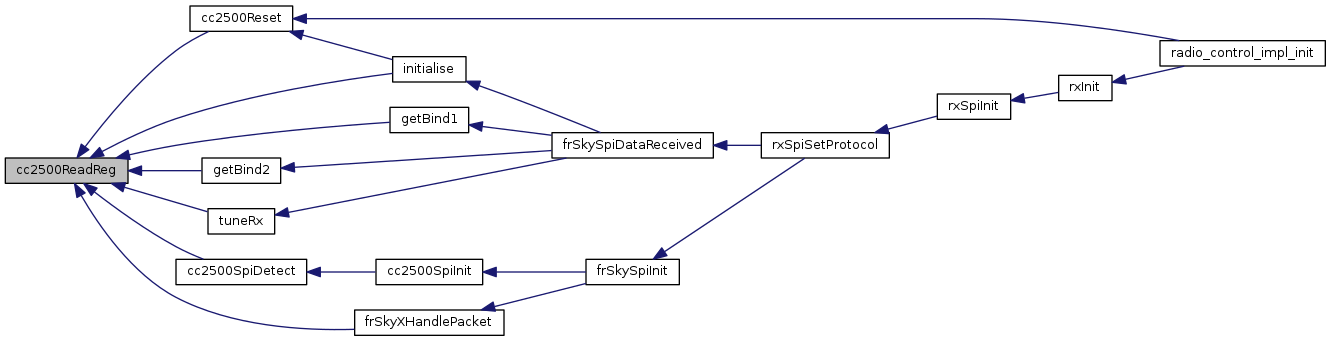 cc2500Reset
radio_control_impl_init
initialise
rxInit
rxSpiInit
getBind1
frSkySpiDataReceived
rxSpiSetProtocol
cc2500ReadReg
getBind2
tuneRx
cc2500SpiDetect
cc2500SpiInit
frSkySpiInit
frSkyXHandlePacket